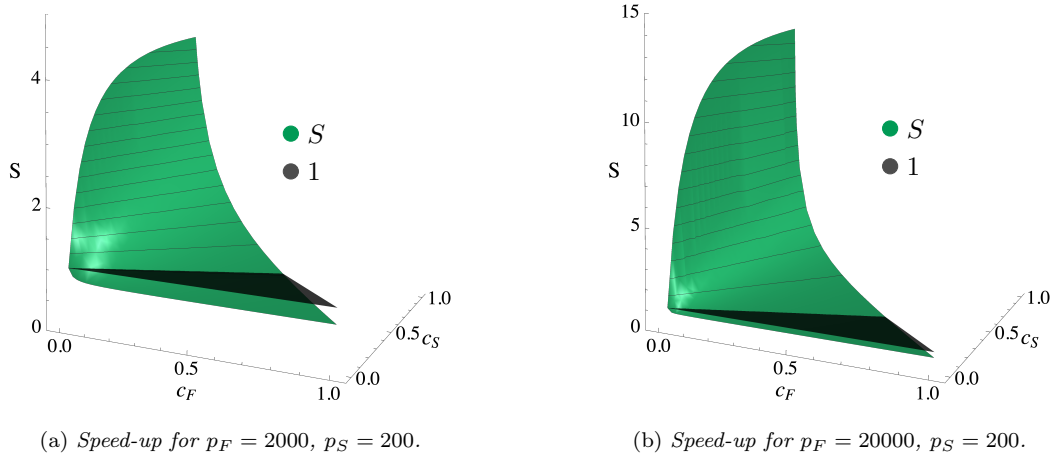 4
2
0
S
0.0
0.5
1.0
c_F
0.0
0.5
1.0
c_S
S
1
(a) Speed-up for p_F = 2000, p_S = 200.
15
10
5
0
S
0.0
0.5
1.0
c_F
0.0
0.5
1.0
c_S
S
1
(b) Speed-up for p_F = 20000, p_S = 200.